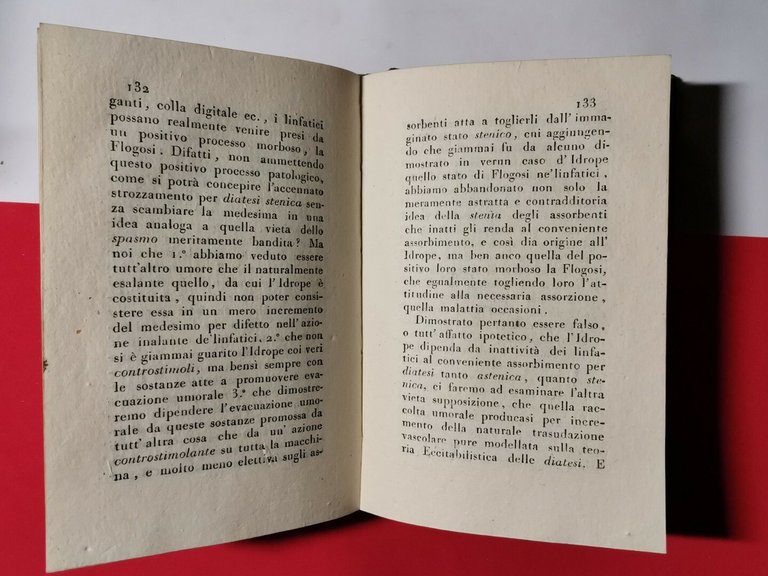 132
ganti, colla digitale ec., i linfatici
possano realmente venire presi da
un positivo processo morboso, la
Flogosi. Difatti, non ammettendo
questo positivo processo patologico,
come si potrà concepire l'accennato
strozzamento per diatesi stenica sen-
za scambiare la medesima in una
idea analoga a quella vieta dello
spasmo meritamente bandita? Ma
noi che 1.° abbiamo veduto essere
tutt'altro umore che il naturalmente
esalante quello, da cui l'Idrope è
costituita, quindi non poter consi-
stere essa in un mero incremento
del medesimo per difetto nell'azio-
ne inalante de'linfatici, 2.° che non
si è giammai guarito l'Idrope coi veri
controstimoli, ma bensì sempre con
le sostanze atte a promuovere eva-
cuazione umorale 3.° che dimostre-
remo dipendere l'evacuazione umo-
rale da queste sostanze promossa da
tutt'altra cosa che da un'azione
controstimolante su tutta la macchi-
na, e molto meno elettiva sugli as-
133
sorbenti atta a toglierli dall'imma-
ginato stato stenico, cui aggiungen-
do che giammai fu da alcuno di-
mostrato in verun caso d'Idrope
quello stato di Flogosi ne'linfatici,
abbiamo abbandonato non solo la
meramente astratta e contradditoria
idea della stenia degli assorbenti
che inatti gli renda al conveniente
assorbimento, e così dia origine all'
Idrope, ma ben anco quella del po-
sitivo loro stato morboso la Flogosi,
che egualmente togliendo loro l'at-
titudine alla necessaria assorzione,
quella malattia occasioni.
Dimostrato pertanto essere falso,
o tutt'affatto ipotetico, che l'Idro-
pe dipenda da inattività dei linfa-
tici al conveniente assorbimento per
diatesi tanto astenica, quanto ste-
nica, ci faremo ad esaminare l'altra
vieta supposizione, che quella rac-
colta umorale producasi per incre-
mento della naturale trasudazione
vascolare pure modellata sulla teo-
ria Eccitabilistica delle diatesi. E